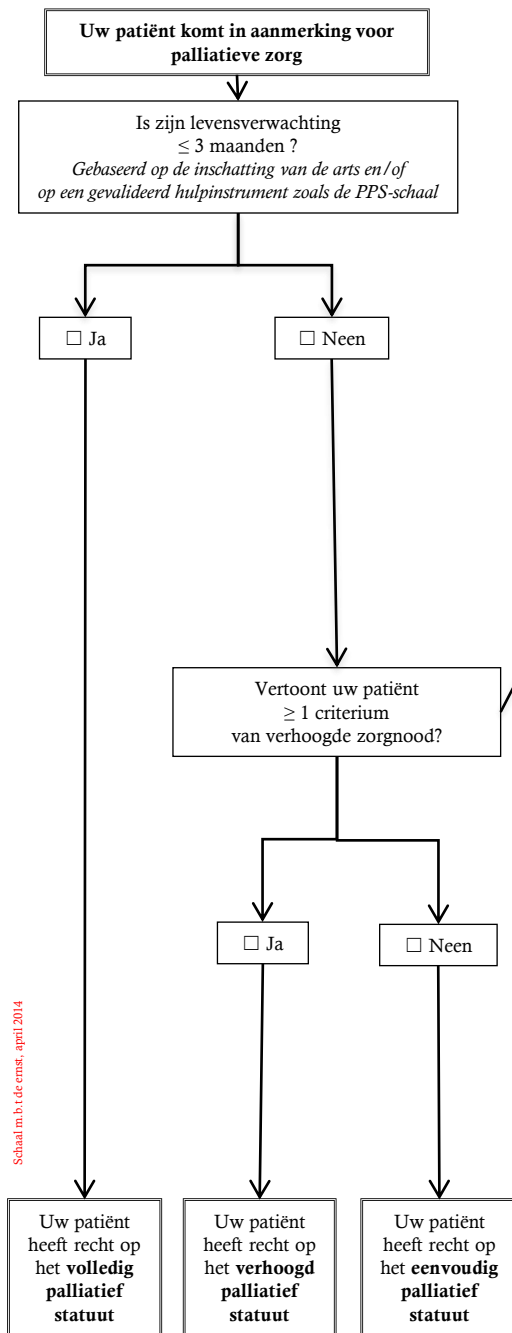 Uw patiënt komt in aanmerking voor
palliatieve zorg
Is zijn levensverwachting
≤ 3 maanden ?
Gebaseerd op de inschatting van de arts en/of
op een gevalideerd hulpinstrument zoals de PPS-schaal
☐ Ja
☐ Neen
Vertoont uw patiënt
≥ 1 criterium
van verhoogde zorgnood?
☐ Ja
☐ Neen
Schaal m.b.t de ernst, april 2014
Uw patiënt
heeft recht op
het volledig
palliatief
statuut
Uw patiënt
heeft recht op
het verhoogd
palliatief
statuut
Uw patiënt
heeft recht op
het eenvoudig
palliatief
statuut